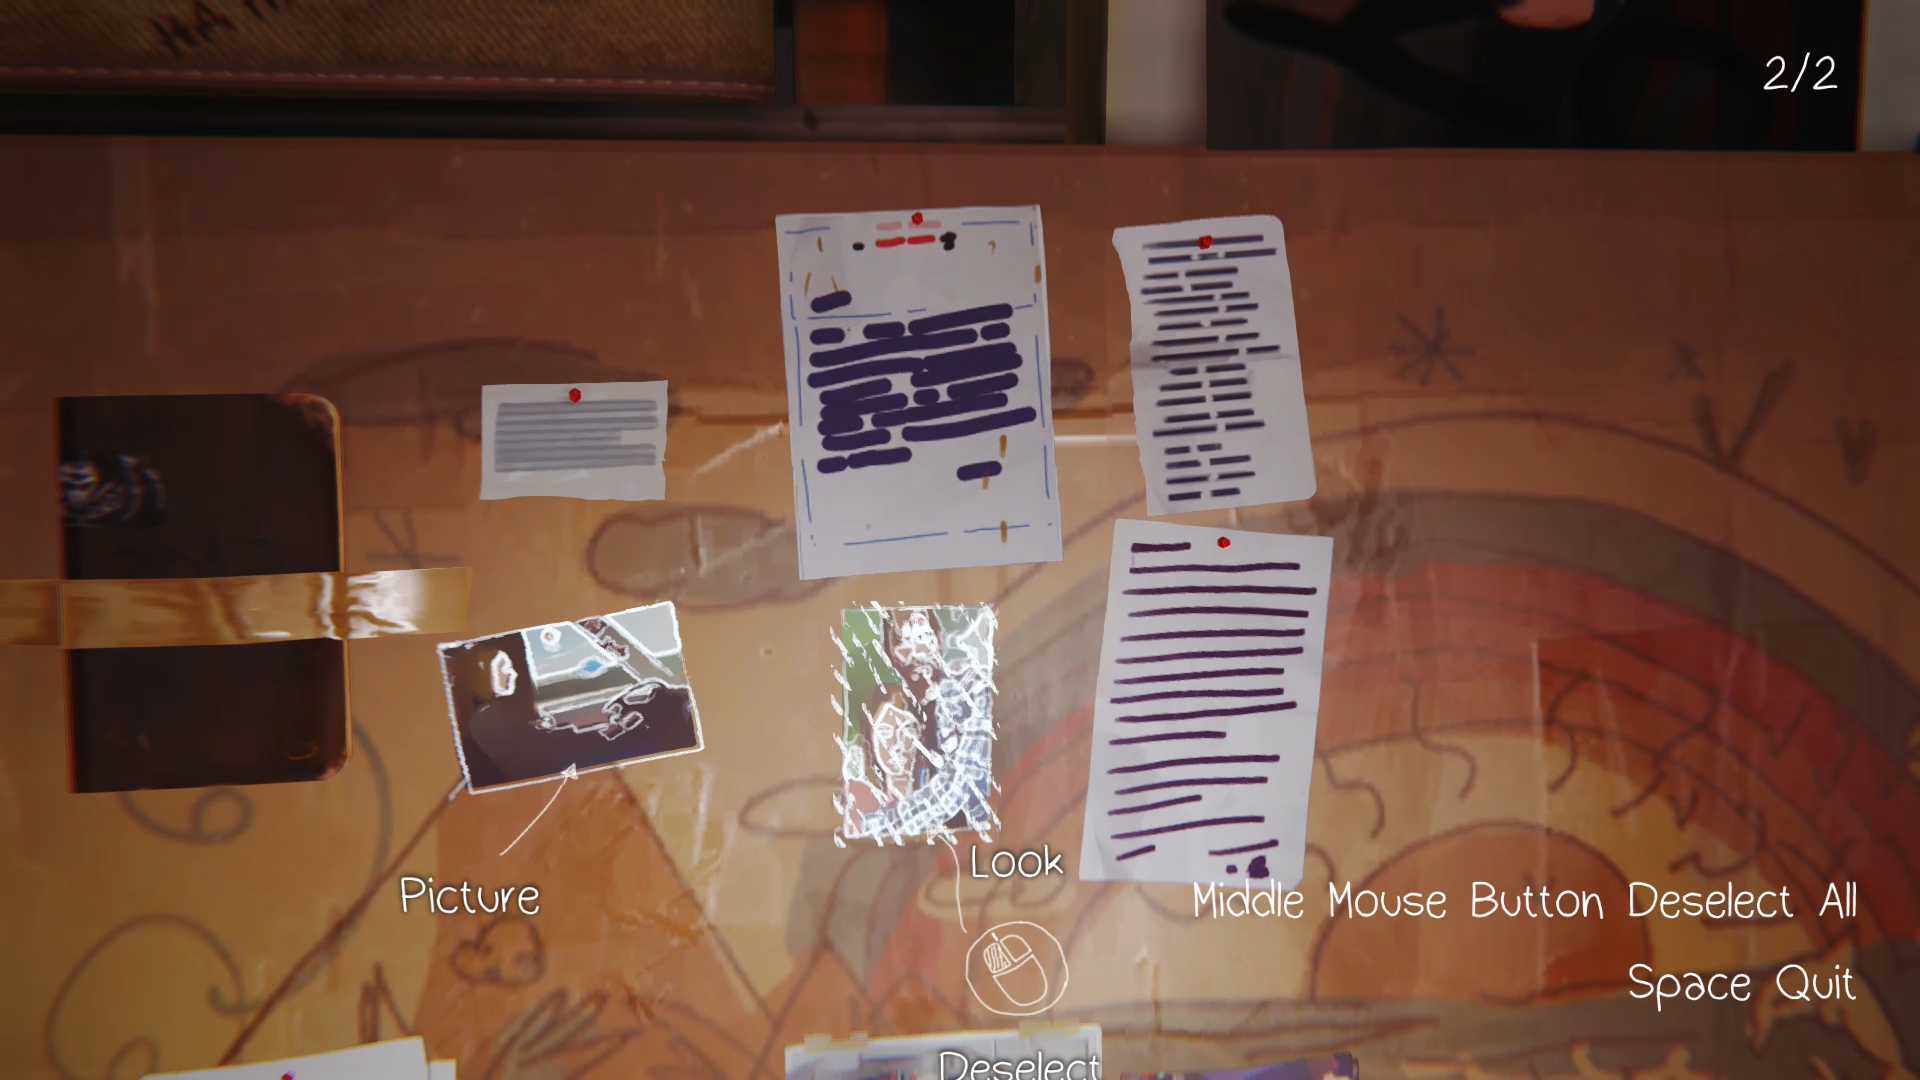 2/2
Look
Picture
Middle Mouse Button Deselect All
Space Quit
Deselect